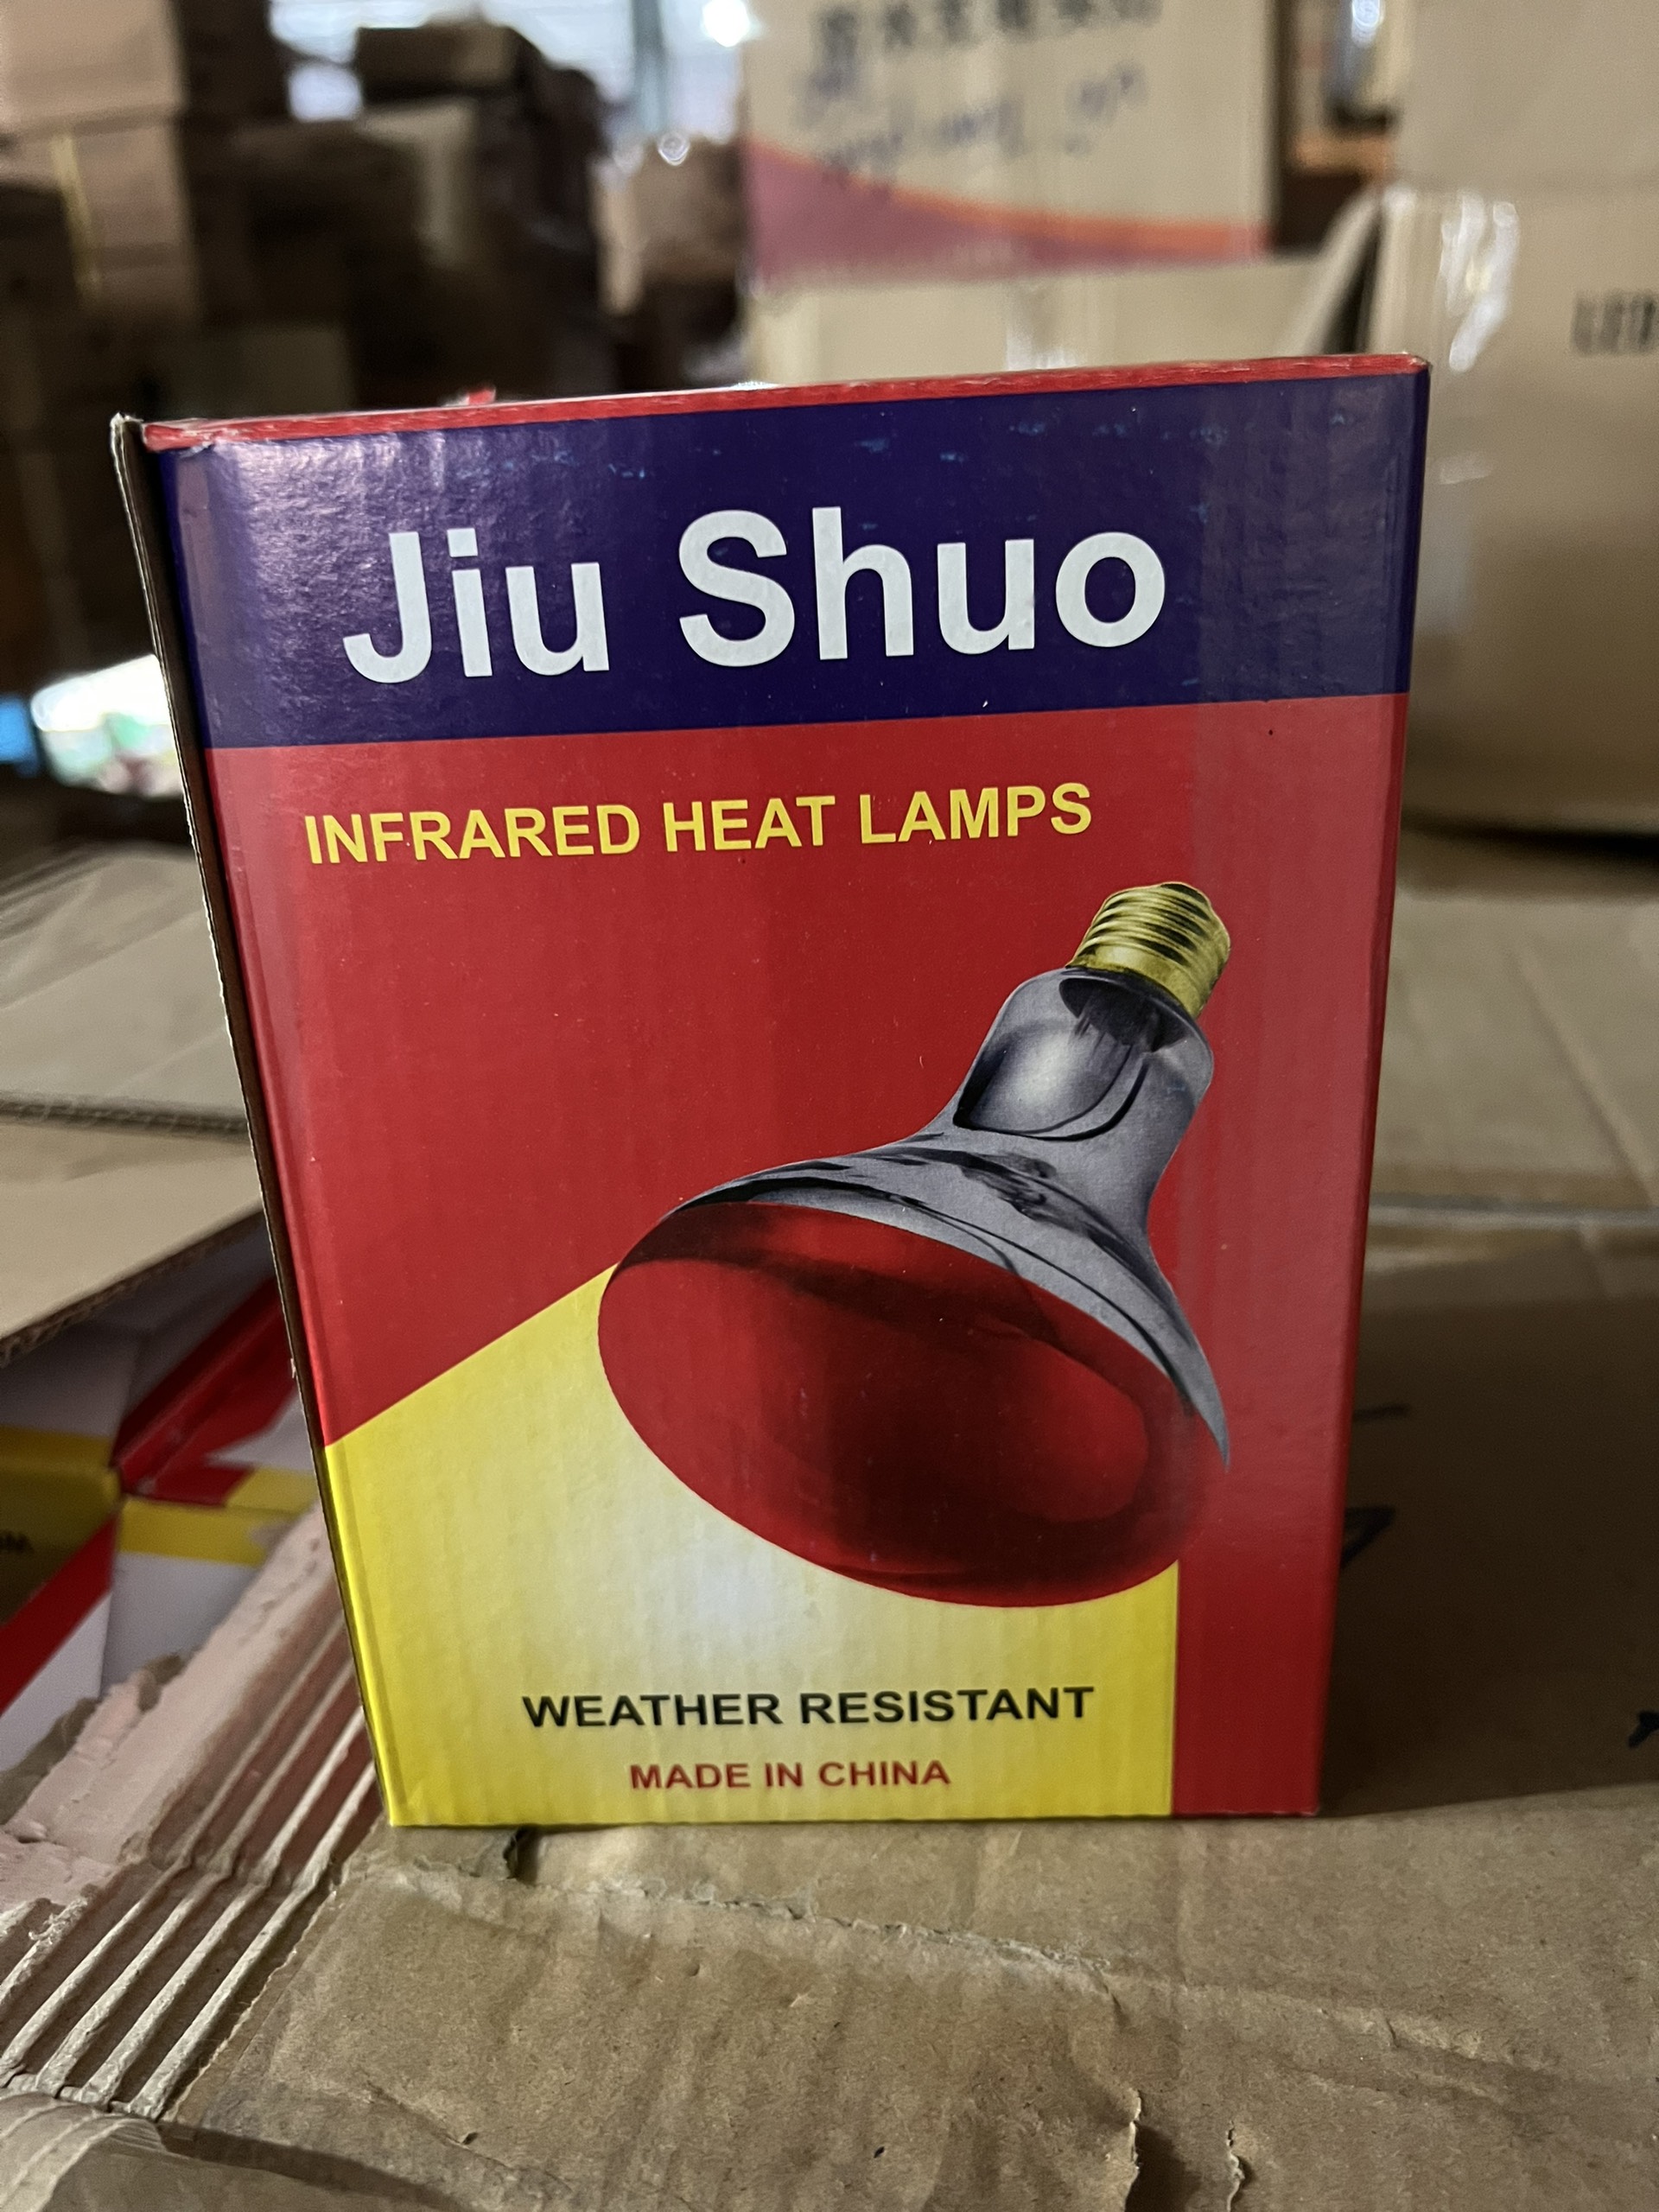 Jiu Shuo
INFRARED HEAT LAMPS
WEATHER RESISTANT
MADE IN CHINA